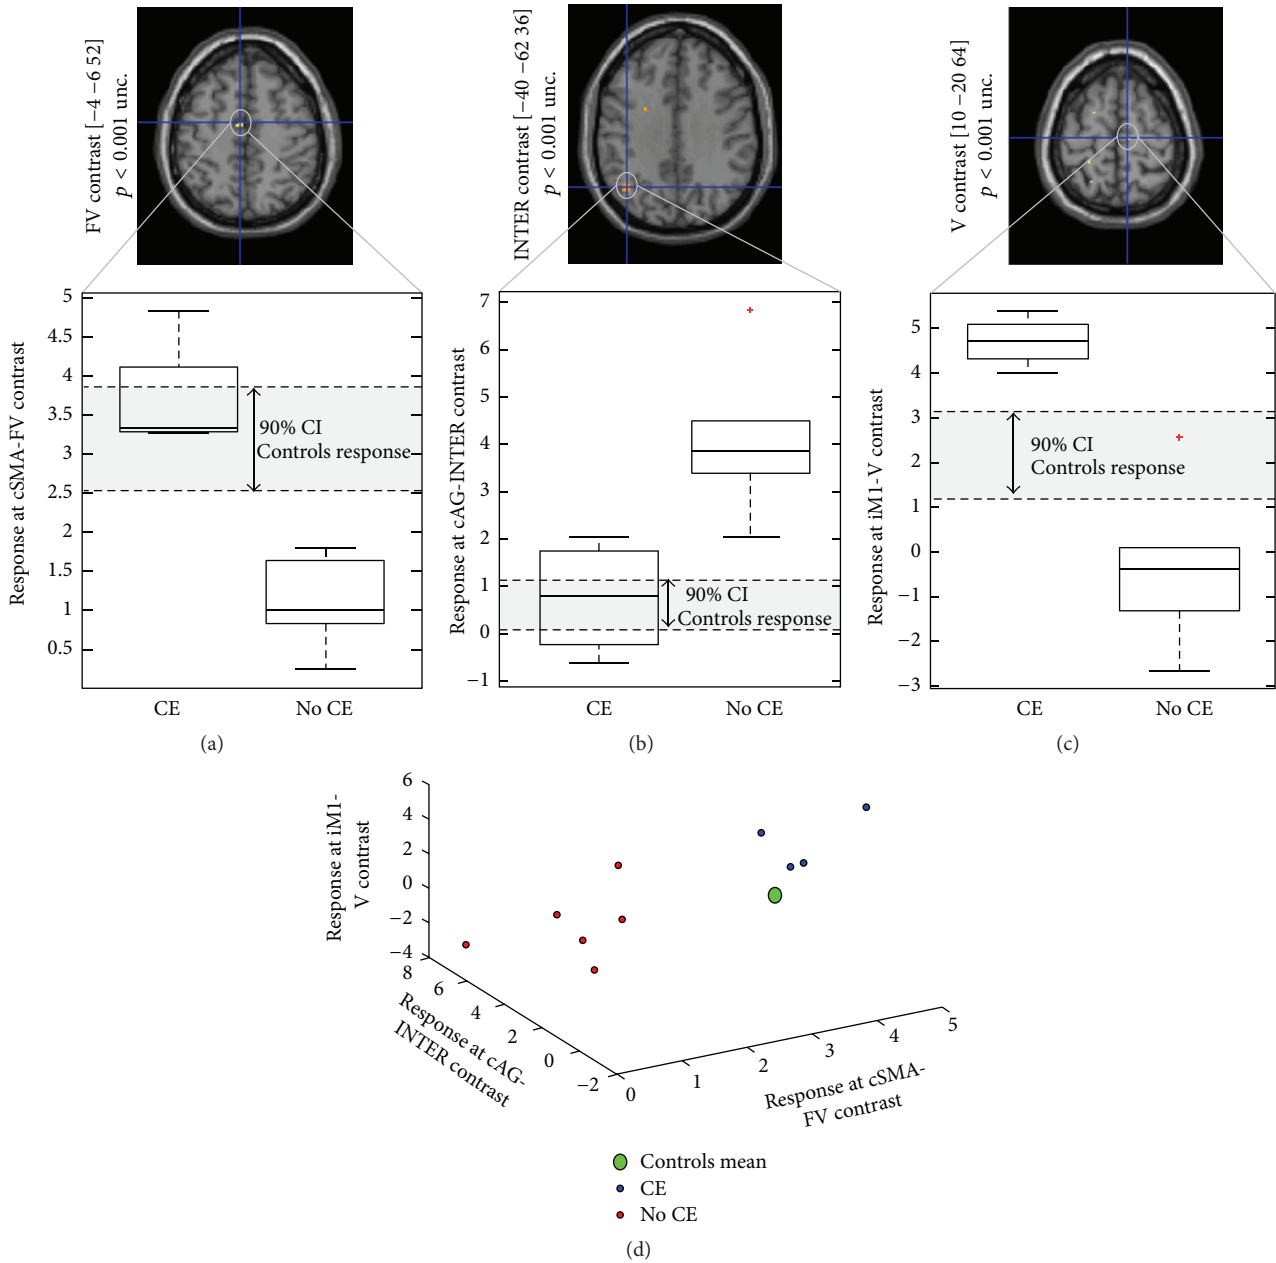 FV contrast [−4 −6 52]
p < 0.001 unc.
INTER contrast [−40 −62 36]
p < 0.001 unc.
V contrast [10 −20 64]
p < 0.001 unc.
Response at cSMA-FV contrast
5
4.5
4
3.5
3
2.5
2
1.5
1
0.5
90% CI
Controls response
CE
No CE
(a)
Response at cAG-INTER contrast
7
6
5
4
3
2
1
0
−1
90% CI
Controls response
CE
No CE
(b)
Response at iM1-V contrast
5
4
3
2
1
0
−1
−2
−3
90% CI
Controls response
CE
No CE
(c)
Response at iM1-
V contrast
6
4
2
0
−2
−4
8
6
4
2
0
−2
Response at cAG-
INTER contrast
0
1
2
3
4
5
Response at cSMA-
FV contrast
Controls mean
CE
No CE
(d)